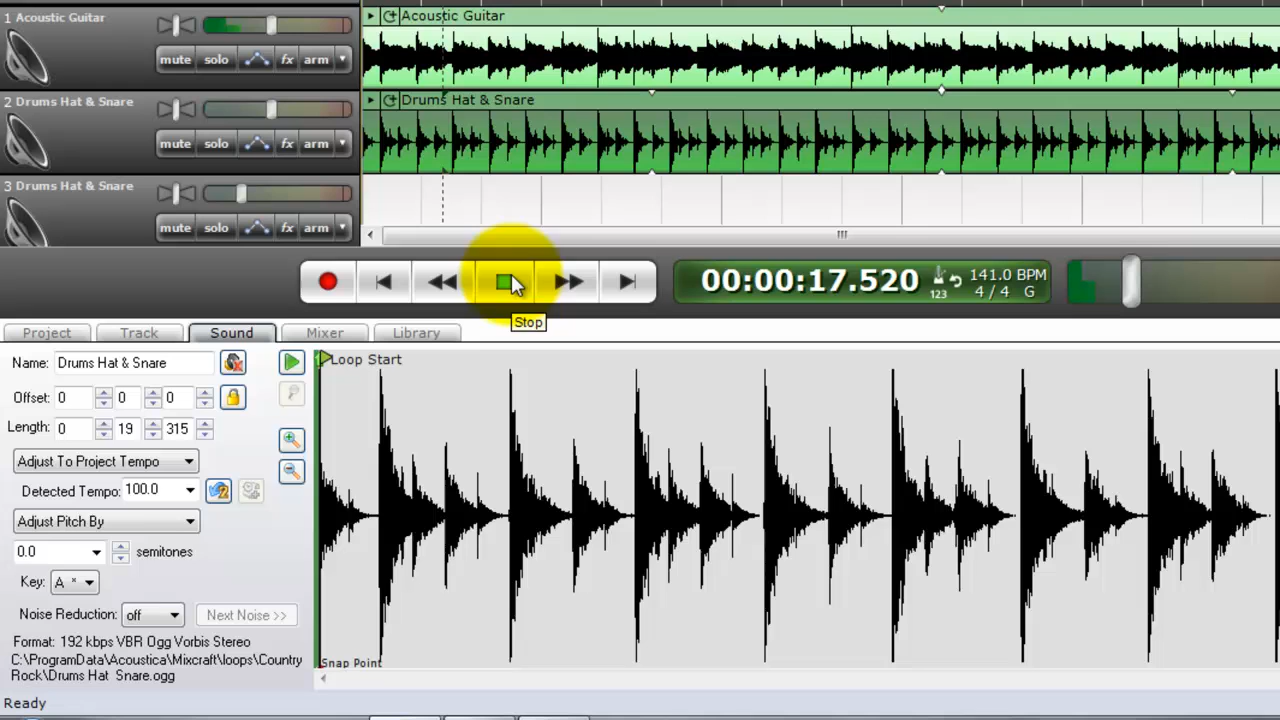 1 Acoustic Guitar
mute solo fx arm
Acoustic Guitar
2 Drums Hat & Snare
mute solo fx arm
Drums Hat & Snare
3 Drums Hat & Snare
mute solo fx arm
00:00:17.520
123
141.0 BPM
4 / 4 G
Stop
Project Track Sound Mixer Library
Name: Drums Hat & Snare
Offset: 0 0 0
Length: 0 19 315
Adjust To Project Tempo
Detected Tempo: 100.0
Adjust Pitch By
0.0 semitones
Key: A *
Noise Reduction: off Next Noise >>
Format: 192 kbps VBR Ogg Vorbis Stereo
C:\ProgramData\Acoustica\Mixcraft\loops\Country
Rock\Drums Hat Snare.ogg
Loop Start
Snap Point
Ready